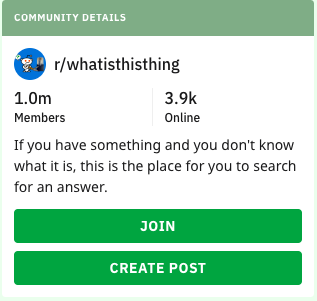 COMMUNITY DETAILS
r/whatisthisthing
1.0m 3.9k
Members Online
If you have something and you don't know
what it is, this is the place for you to search
for an answer.
JOIN
CREATE POST